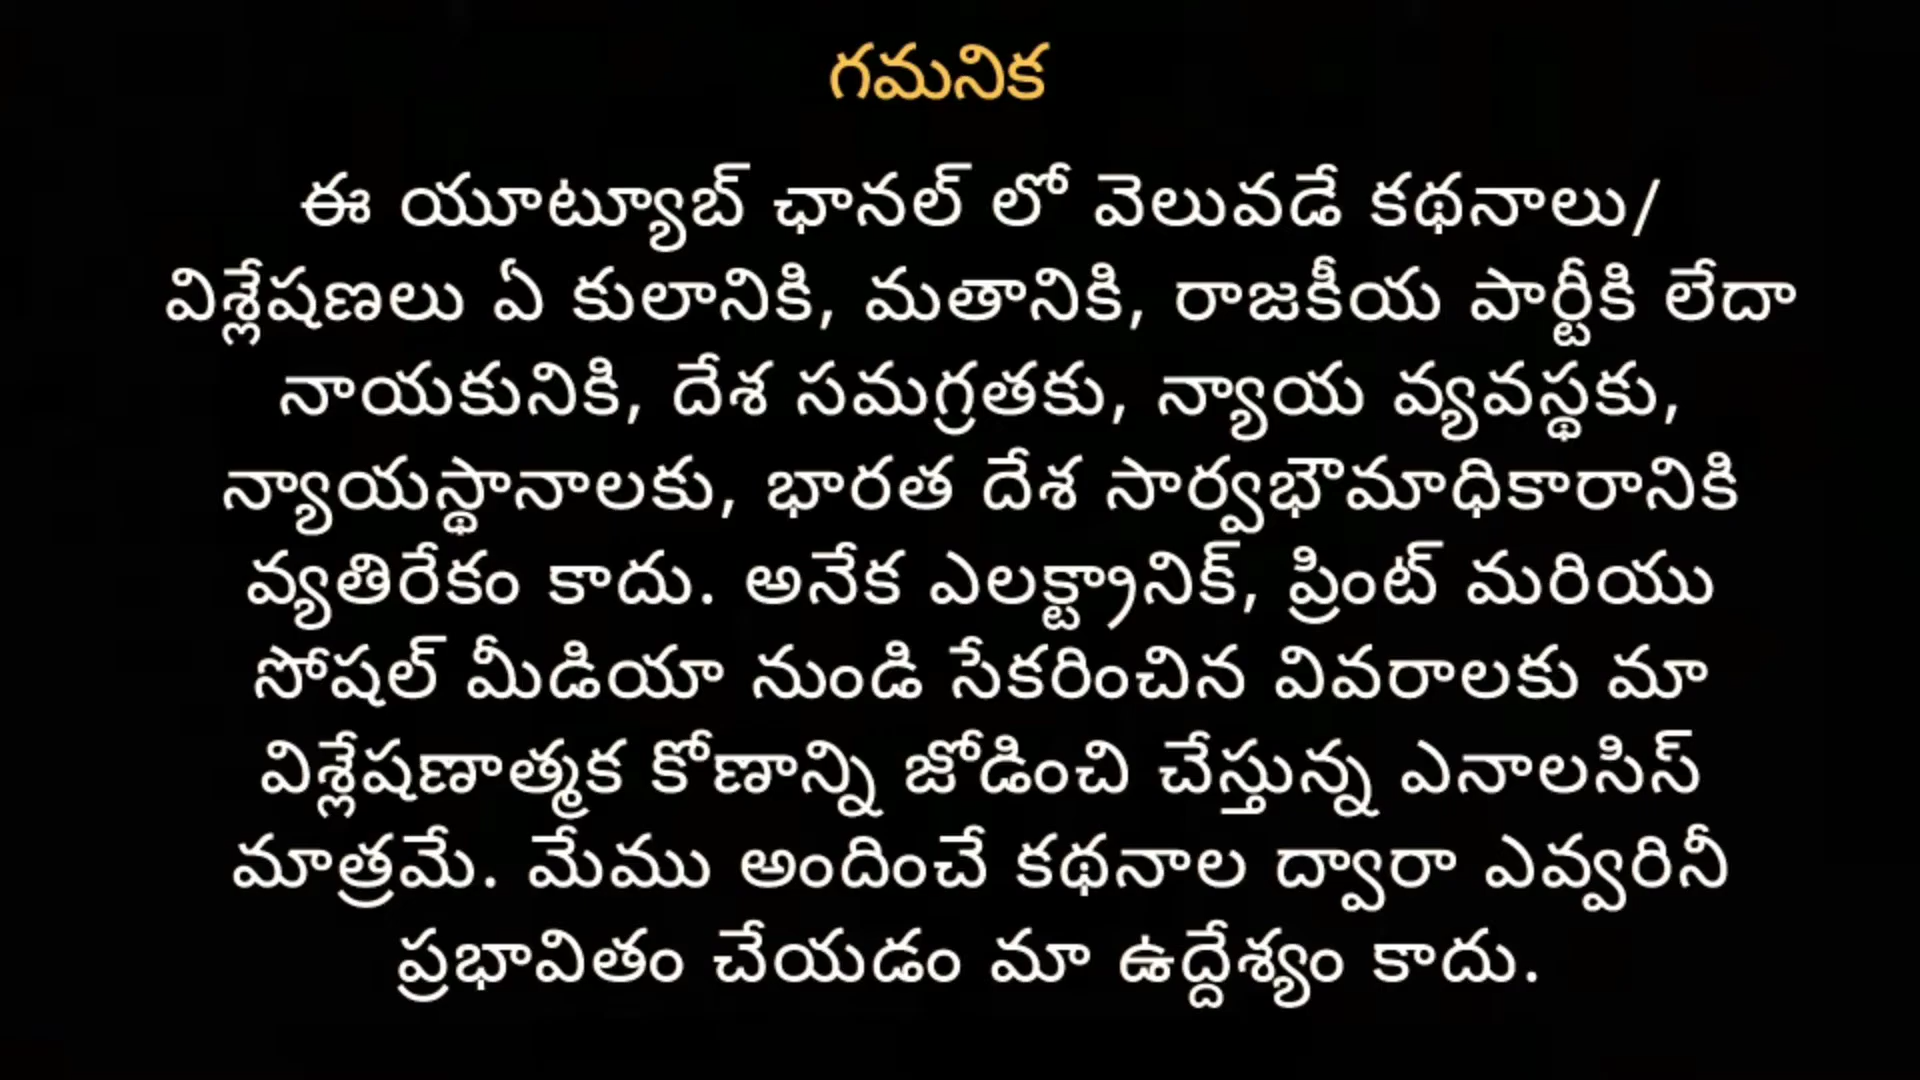 గమనిక
ఈ యూట్యూబ్ ఛానల్ లో వెలువడే కథనాలు/
విశ్లేషణలు ఏ కులానికి, మతానికి, రాజకీయ పార్టీకి లేదా
నాయకునికి, దేశ సమగ్రతకు, న్యాయ వ్యవస్థకు,
న్యాయస్థానాలకు, భారత దేశ సార్వభౌమాధికారానికి
వ్యతిరేకం కాదు. అనేక ఎలక్ట్రానిక్, ప్రింట్ మరియు
సోషల్ మీడియా నుండి సేకరించిన వివరాలకు మా
విశ్లేషణాత్మక కోణాన్ని జోడించి చేస్తున్న ఎనాలసిస్
మాత్రమే. మేము అందించే కథనాల ద్వారా ఎవ్వరినీ
ప్రభావితం చేయడం మా ఉద్దేశ్యం కాదు.